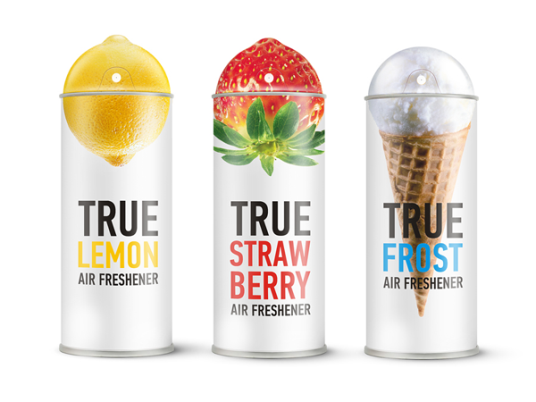 TRUE
LEMON
AIR FRESHENER
TRUE
STRAW
BERRY
AIR FRESHENER
TRUE
FROST
AIR FRESHENER